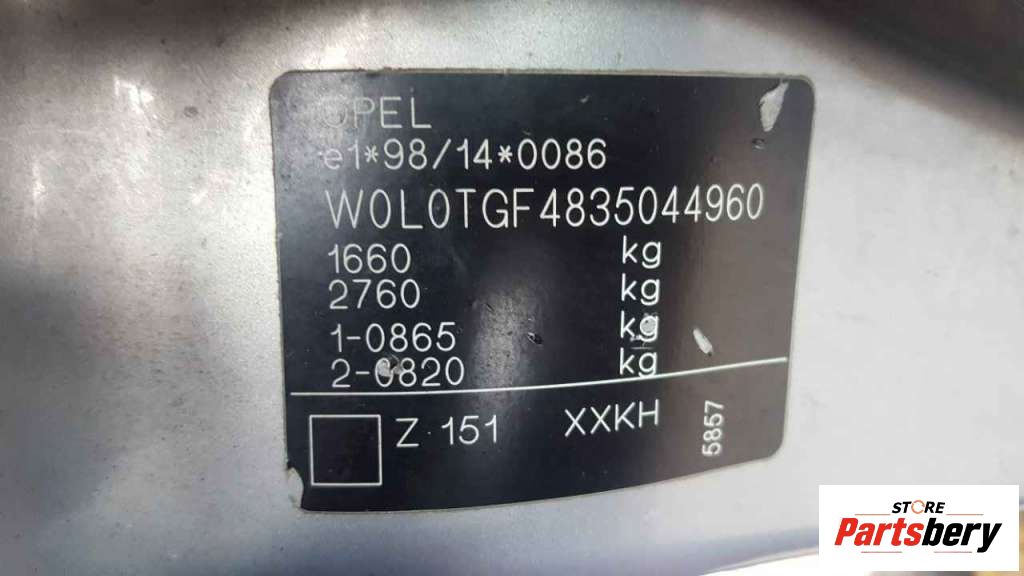 OPEL
e1*98/14*0086
W0L0TGF4835044960
1660 kg
2760 kg
1-0865 kg
2-0820 kg
Z 151 XXKH 5857
STORE
Partsbery